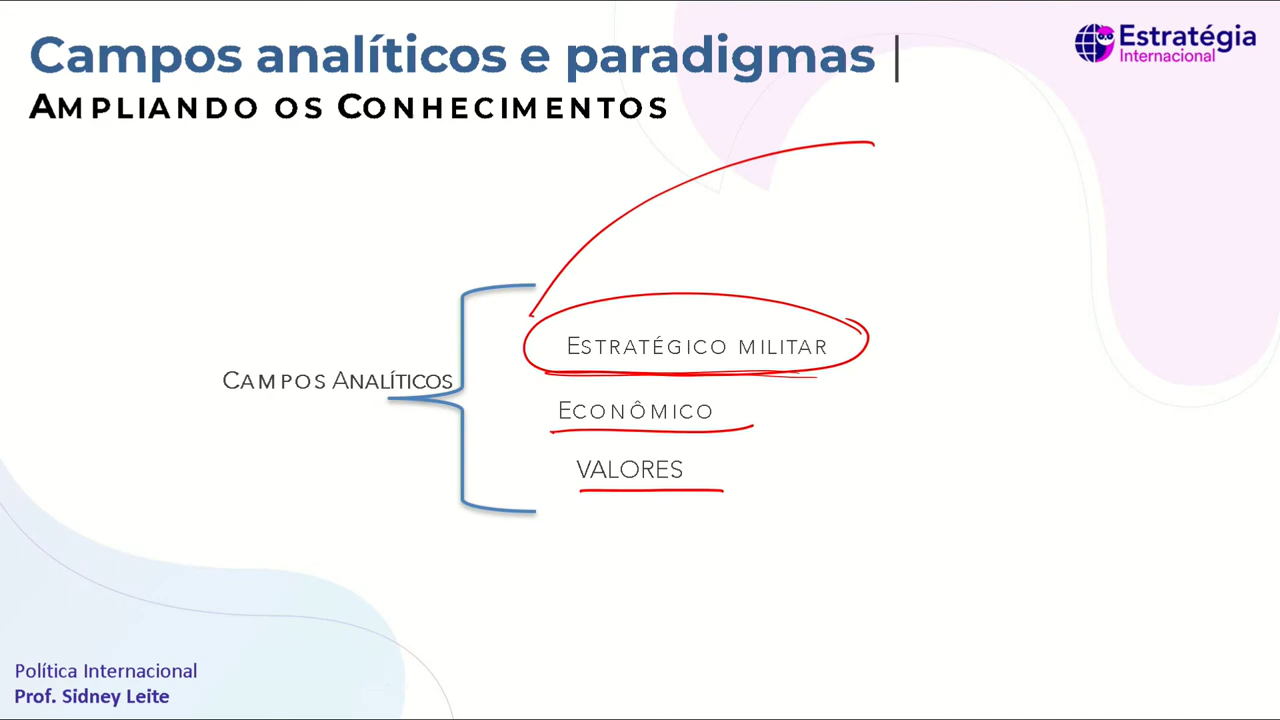 Campos analíticos e paradigmas |
AMPLIANDO OS CONHECIMENTOS
Estratégia
Internacional
ESTRATÉGICO MILITAR
CAMPOS ANALÍTICOS
ECONÔMICO
VALORES
Política Internacional
Prof. Sidney Leite